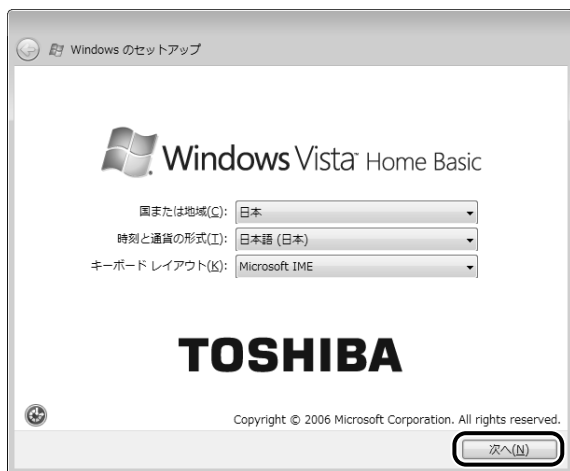 Windows のセットアップ
Windows Vista™ Home Basic
国または地域(C): 日本
時刻と通貨の形式(T): 日本語 (日本)
キーボード レイアウト(K): Microsoft IME
TOSHIBA
Copyright © 2006 Microsoft Corporation. All rights reserved.
次へ(N)